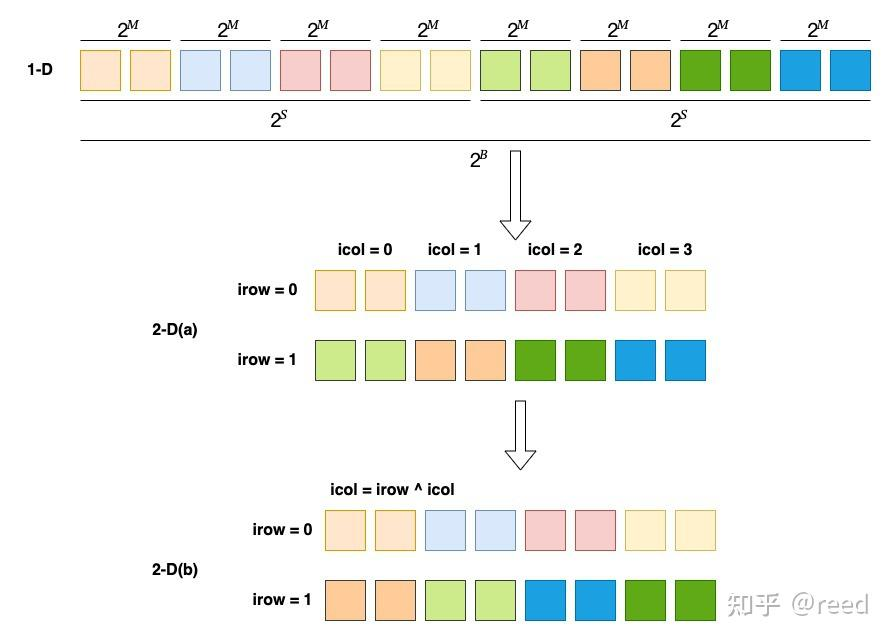 2^M 2^M 2^M 2^M 2^M 2^M 2^M 2^M
1-D
2^S 2^S
2^B
icol = 0 icol = 1 icol = 2 icol = 3
irow = 0
2-D(a)
irow = 1
icol = irow ^ icol
irow = 0
2-D(b)
irow = 1
知乎 @reed